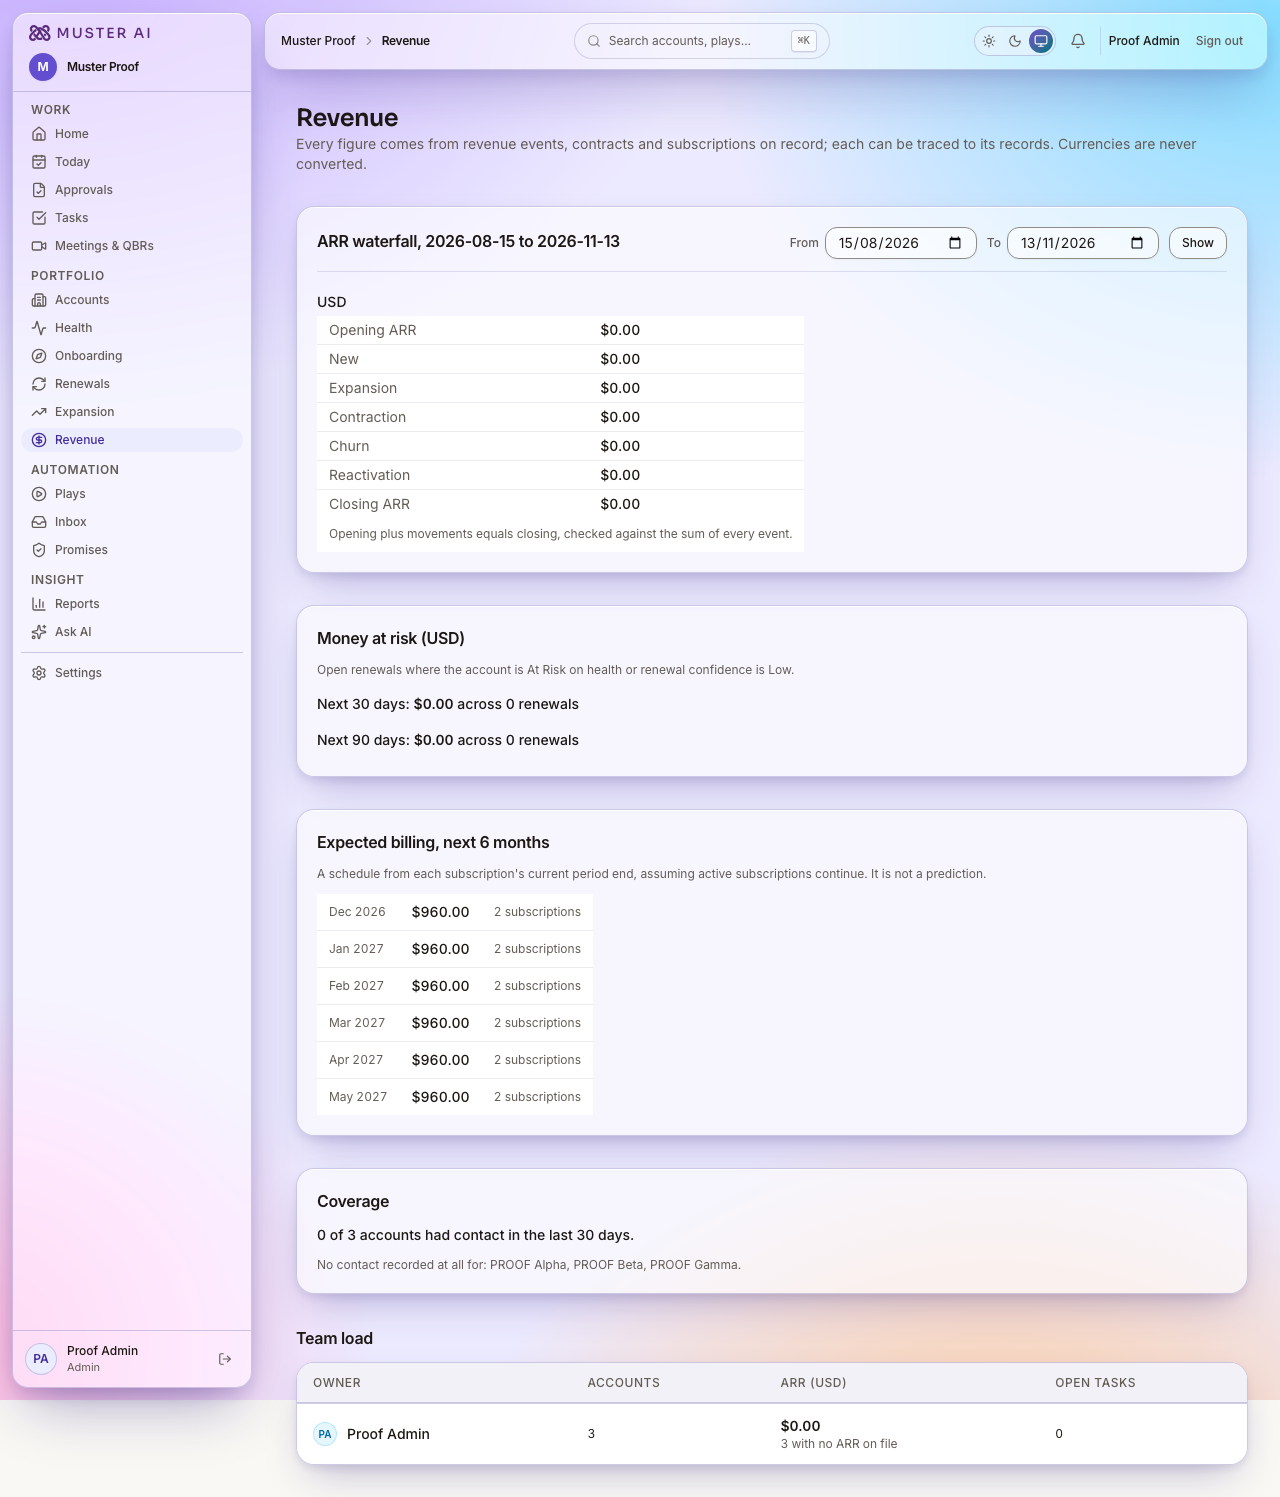 MUSTER AI
M Muster Proof
WORK
Home
Today
Approvals
Tasks
Meetings & QBRs
PORTFOLIO
Accounts
Health
Onboarding
Renewals
Expansion
Revenue
AUTOMATION
Plays
Inbox
Promises
INSIGHT
Reports
Ask AI
Settings
PA Proof Admin
Admin
Muster Proof > Revenue
Search accounts, plays... ⌘K
Proof Admin Sign out
Revenue
Every figure comes from revenue events, contracts and subscriptions on record; each can be traced to its records. Currencies are never
converted.
ARR waterfall, 2026-08-15 to 2026-11-13
From 15/08/2026 To 13/11/2026 Show
USD
Opening ARR $0.00
New $0.00
Expansion $0.00
Contraction $0.00
Churn $0.00
Reactivation $0.00
Closing ARR $0.00
Opening plus movements equals closing, checked against the sum of every event.
Money at risk (USD)
Open renewals where the account is At Risk on health or renewal confidence is Low.
Next 30 days: $0.00 across 0 renewals
Next 90 days: $0.00 across 0 renewals
Expected billing, next 6 months
A schedule from each subscription's current period end, assuming active subscriptions continue. It is not a prediction.
Dec 2026 $960.00 2 subscriptions
Jan 2027 $960.00 2 subscriptions
Feb 2027 $960.00 2 subscriptions
Mar 2027 $960.00 2 subscriptions
Apr 2027 $960.00 2 subscriptions
May 2027 $960.00 2 subscriptions
Coverage
0 of 3 accounts had contact in the last 30 days.
No contact recorded at all for: PROOF Alpha, PROOF Beta, PROOF Gamma.
Team load
OWNER ACCOUNTS ARR (USD) OPEN TASKS
PA Proof Admin 3 $0.00 0
3 with no ARR on file